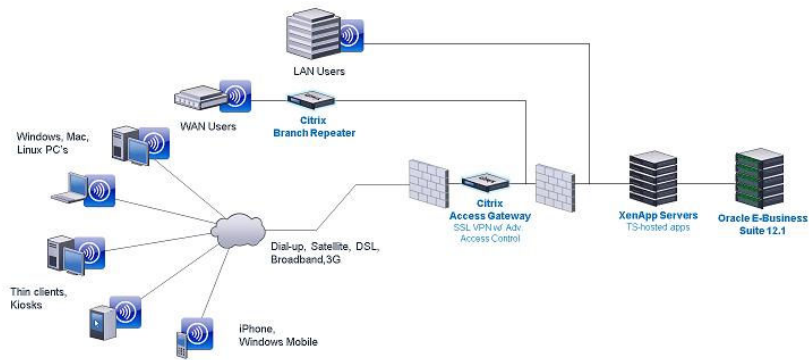 LAN Users
WAN Users
Citrix
Branch Repeater
Windows, Mac,
Linux PC's
Citrix
Access Gateway
SSL VPN w/ Adv.
Access Control
XenApp Servers
TS-hosted apps
Oracle E-Business
Suite 12.1
Dial-up, Satellite, DSL,
Broadband,3G
Thin clients,
Kiosks
iPhone,
Windows Mobile